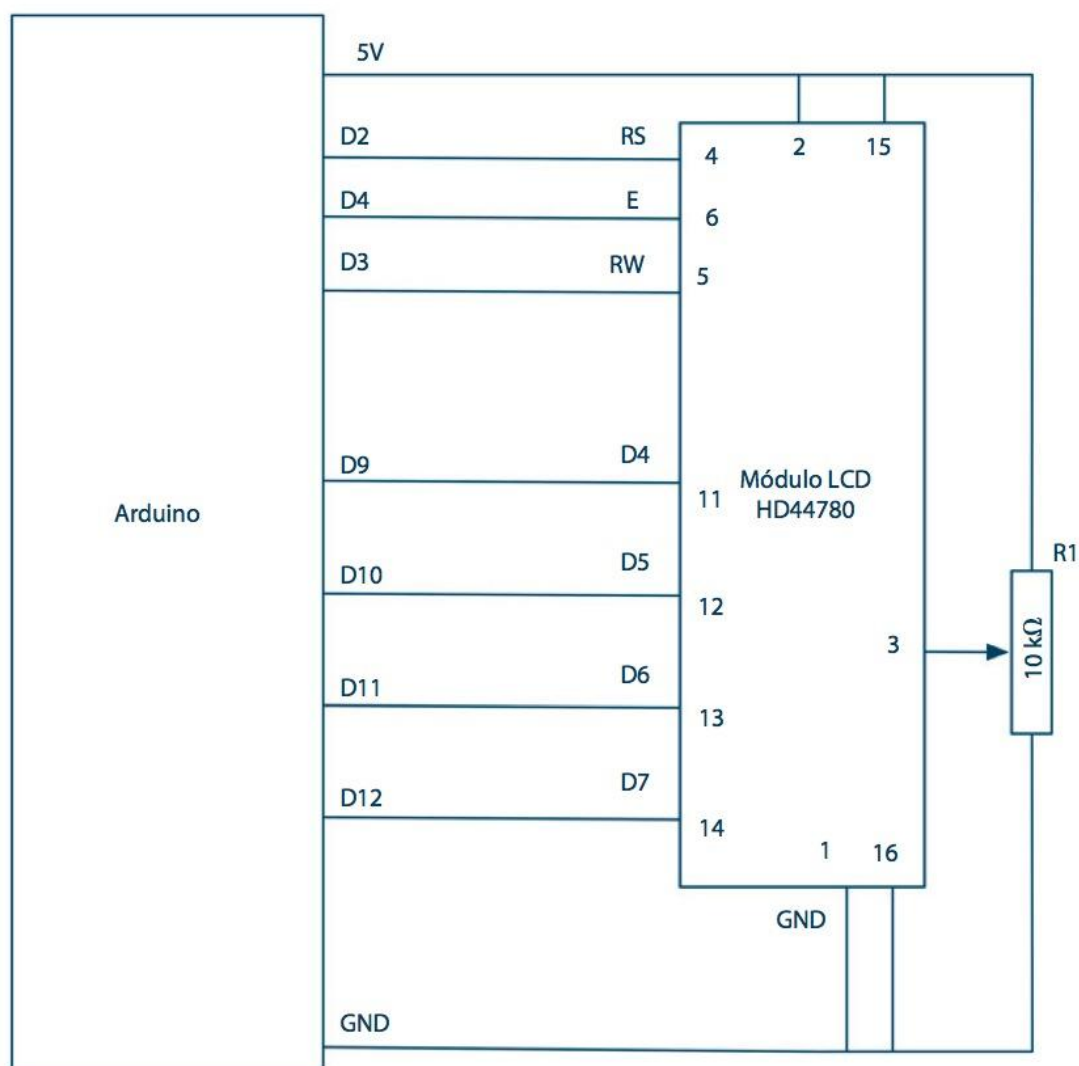 5V
D2
RS
4
2
15
D4
E
6
D3
RW
5
D9
D4
11
Arduino
Módulo LCD
HD44780
R1
10 kΩ
D10
D5
12
3
D11
D6
13
D12
D7
14
1
16
GND
GND